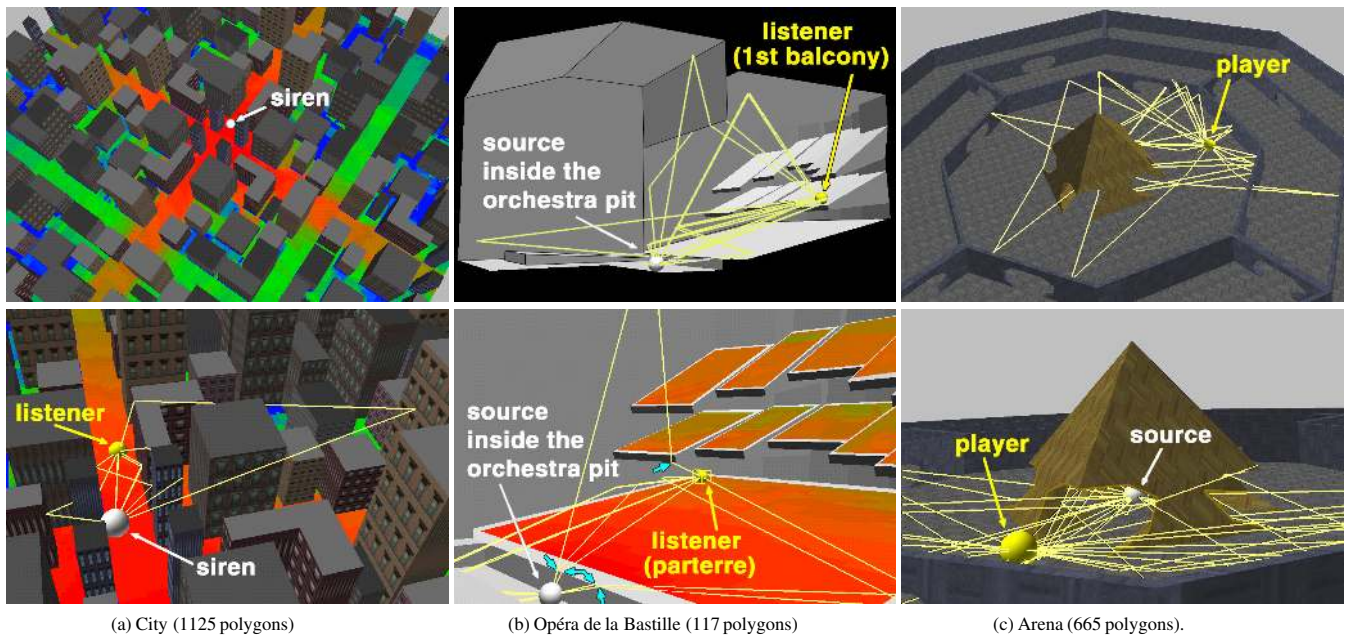 siren
listener
(1st balcony)
source
inside the
orchestra pit
player
listener
siren
source
inside the
orchestra pit
listener
(parterre)
player
source
(a) City (1125 polygons)
(b) Opéra de la Bastille (117 polygons)
(c) Arena (665 polygons).